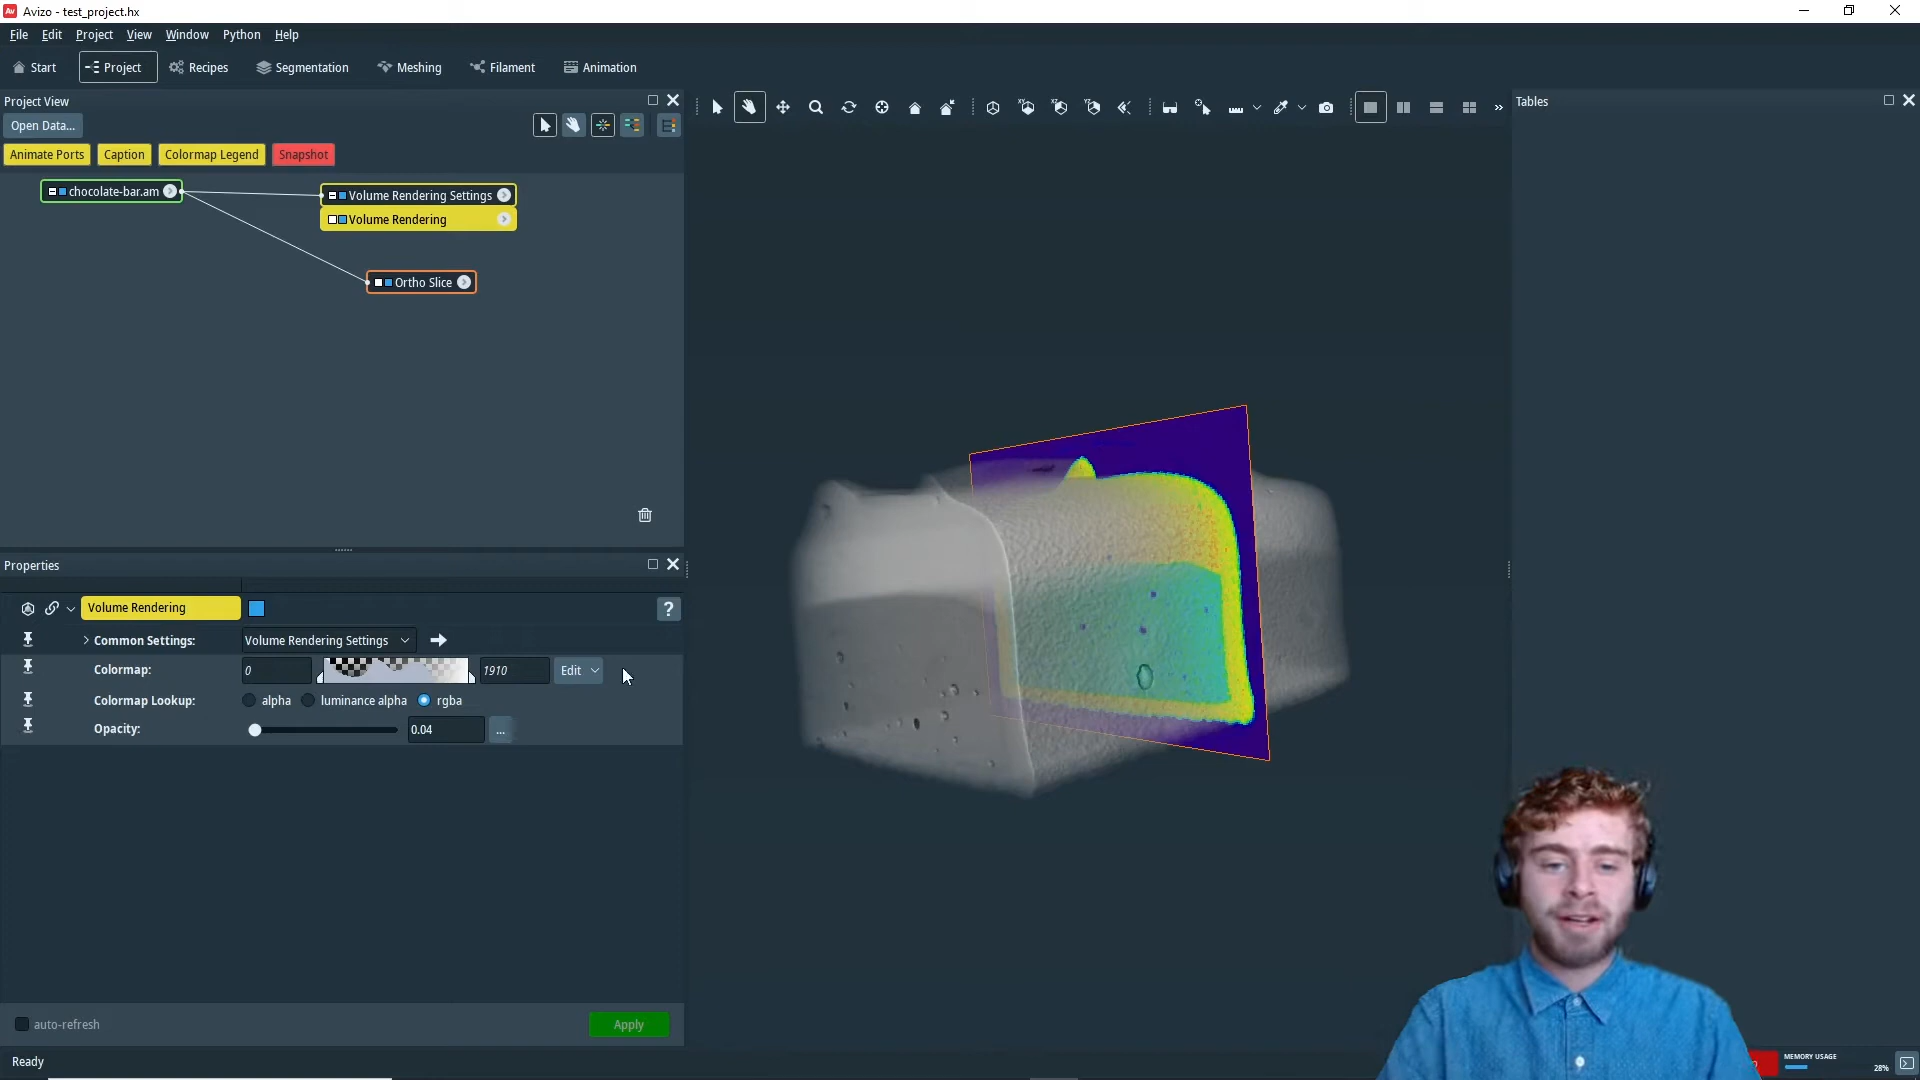 Av Avizo - test_project.hx
File Edit Project View Window Python Help
Start Project Recipes Segmentation Meshing Filament Animation
Project View
Tables
Open Data...
Animate Ports Caption Colormap Legend Snapshot
chocolate-bar.am
Volume Rendering Settings
Volume Rendering
Ortho Slice
Properties
Volume Rendering ?
Common Settings: Volume Rendering Settings
Colormap: 0 1910 Edit
Colormap Lookup: alpha luminance alpha rgba
Opacity: 0.04 ...
auto-refresh Apply
Ready
MEMORY USAGE
28%